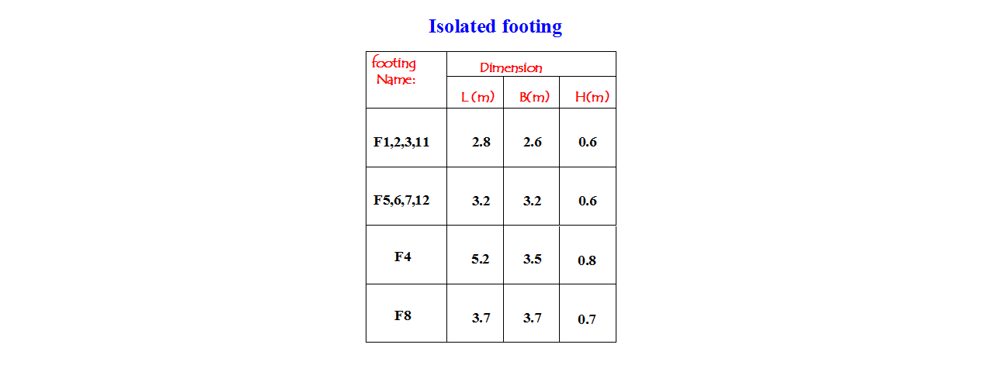 Isolated footing
footing
Name:
Dimension
L (m) B(m) H(m)
F1,2,3,11 2.8 2.6 0.6
F5,6,7,12 3.2 3.2 0.6
F4 5.2 3.5 0.8
F8 3.7 3.7 0.7